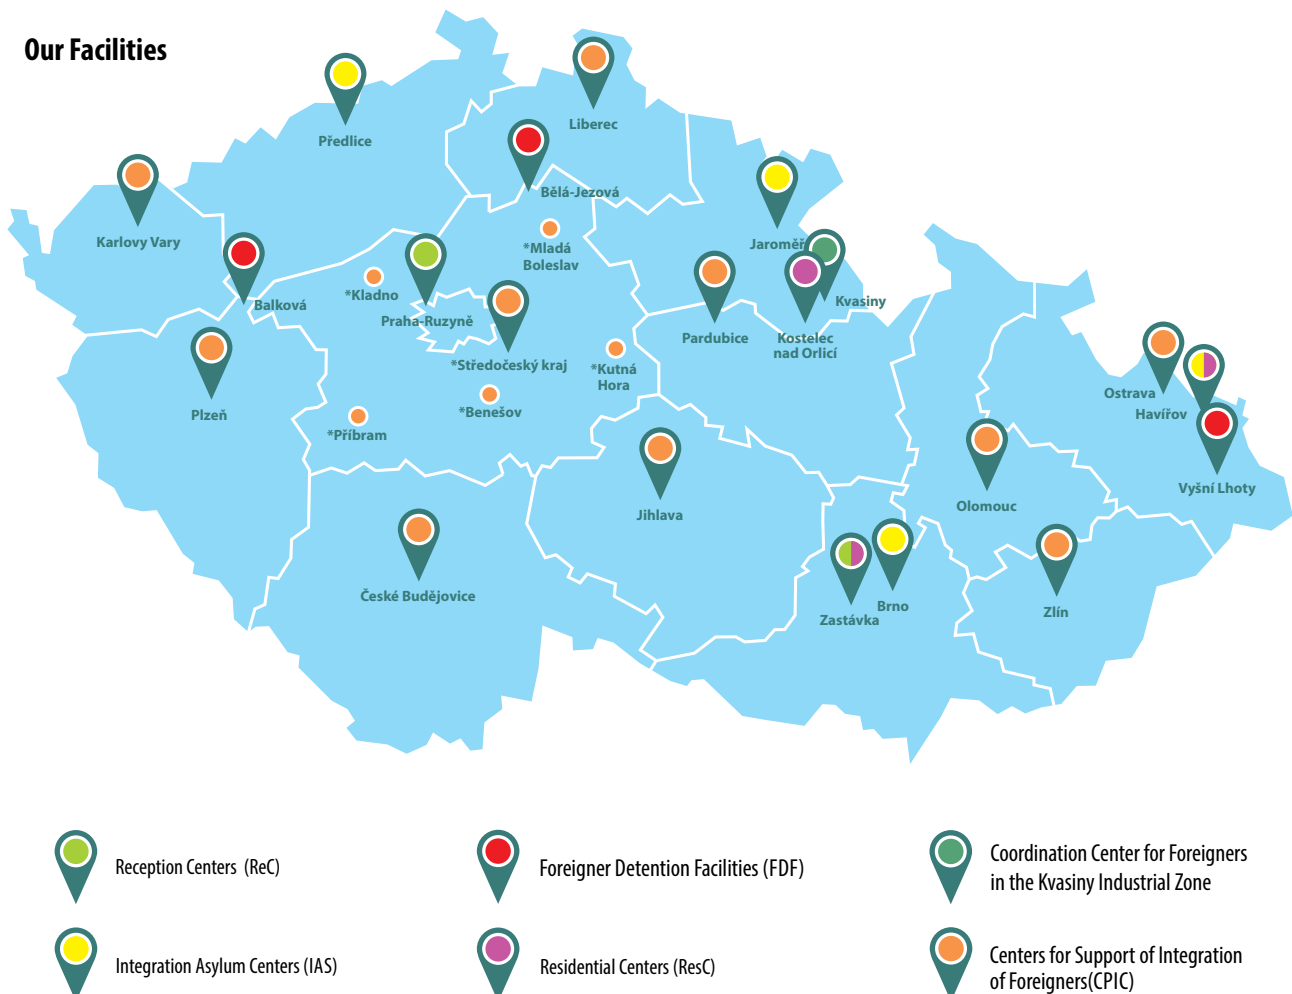 Our Facilities
Předlice
Liberec
Bělá-Jezová
Karlovy Vary
Jaroměř
*Mladá
Boleslav
Balková
*Kladno
Praha-Ruzyně
Kvasiny
Pardubice
Kostelec
nad Orlicí
*Středočeský kraj
*Kutná
Hora
Plzeň
*Benešov
*Příbram
Ostrava
Havířov
Vyšní Lhoty
Jihlava
Olomouc
České Budějovice
Zastávka
Brno
Zlín
Reception Centers (ReC)
Foreigner Detention Facilities (FDF)
Coordination Center for Foreigners
in the Kvasiny Industrial Zone
Integration Asylum Centers (IAS)
Residential Centers (ResC)
Centers for Support of Integration
of Foreigners(CPIC)